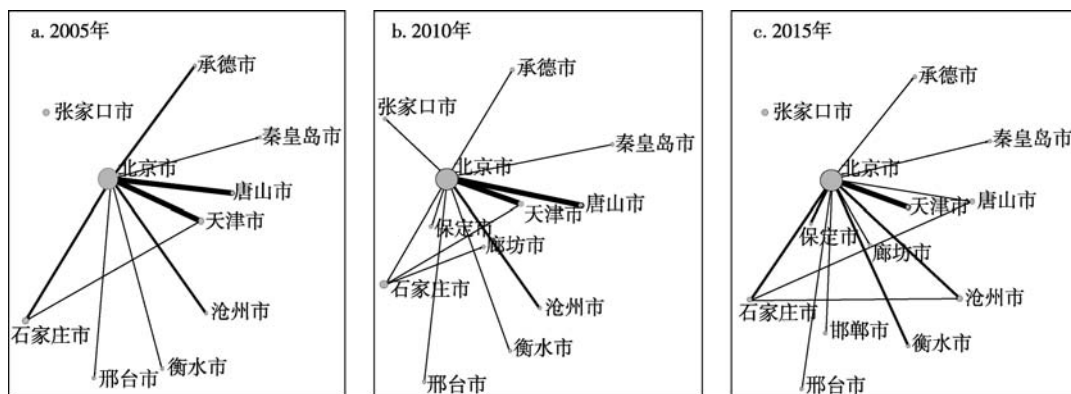 a. 2005年
承德市
张家口市
秦皇岛市
北京市
唐山市
天津市
沧州市
石家庄市
衡水市
邢台市
b. 2010年
承德市
张家口市
秦皇岛市
北京市
唐山市
天津市
保定市
廊坊市
石家庄市
沧州市
衡水市
邢台市
c. 2015年
承德市
张家口市
秦皇岛市
北京市
唐山市
天津市
保定市
廊坊市
沧州市
石家庄市
邯郸市
衡水市
邢台市